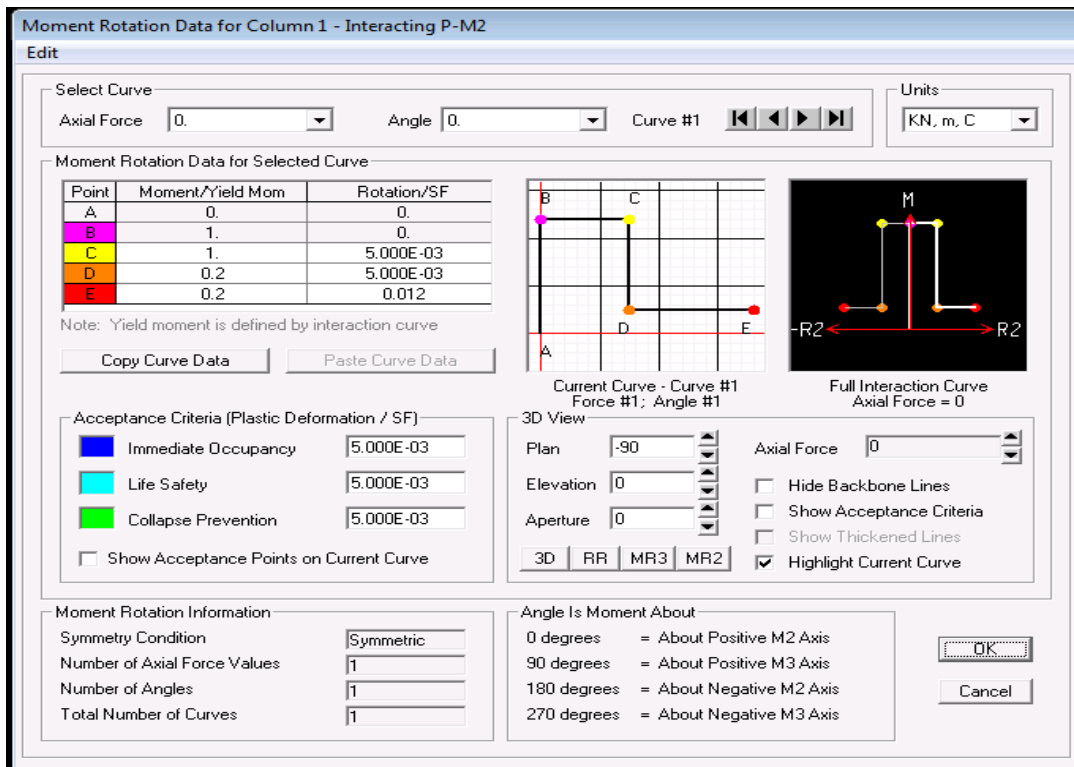 Moment Rotation Data for Column 1 - Interacting P-M2
Edit
Select Curve
Axial Force 0. Angle 0. Curve #1
Units
KN, m, C
Moment Rotation Data for Selected Curve
Point Moment/Yield Mom Rotation/SF
A 0. 0.
B 1. 0.
C 1. 5.000E-03
D 0.2 5.000E-03
E 0.2 0.012
Note: Yield moment is defined by interaction curve
Copy Curve Data Paste Curve Data
B C
D E
A
Current Curve - Curve #1
Force #1; Angle #1
M
-R2 R2
Full Interaction Curve
Axial Force = 0
Acceptance Criteria (Plastic Deformation / SF)
Immediate Occupancy 5.000E-03
Life Safety 5.000E-03
Collapse Prevention 5.000E-03
Show Acceptance Points on Current Curve
3D View
Plan -90
Elevation 0
Aperture 0
3D RR MR3 MR2
Axial Force 0
Hide Backbone Lines
Show Acceptance Criteria
Show Thickened Lines
Highlight Current Curve
Moment Rotation Information
Symmetry Condition Symmetric
Number of Axial Force Values 1
Number of Angles 1
Total Number of Curves 1
Angle Is Moment About
0 degrees = About Positive M2 Axis
90 degrees = About Positive M3 Axis
180 degrees = About Negative M2 Axis
270 degrees = About Negative M3 Axis
OK
Cancel